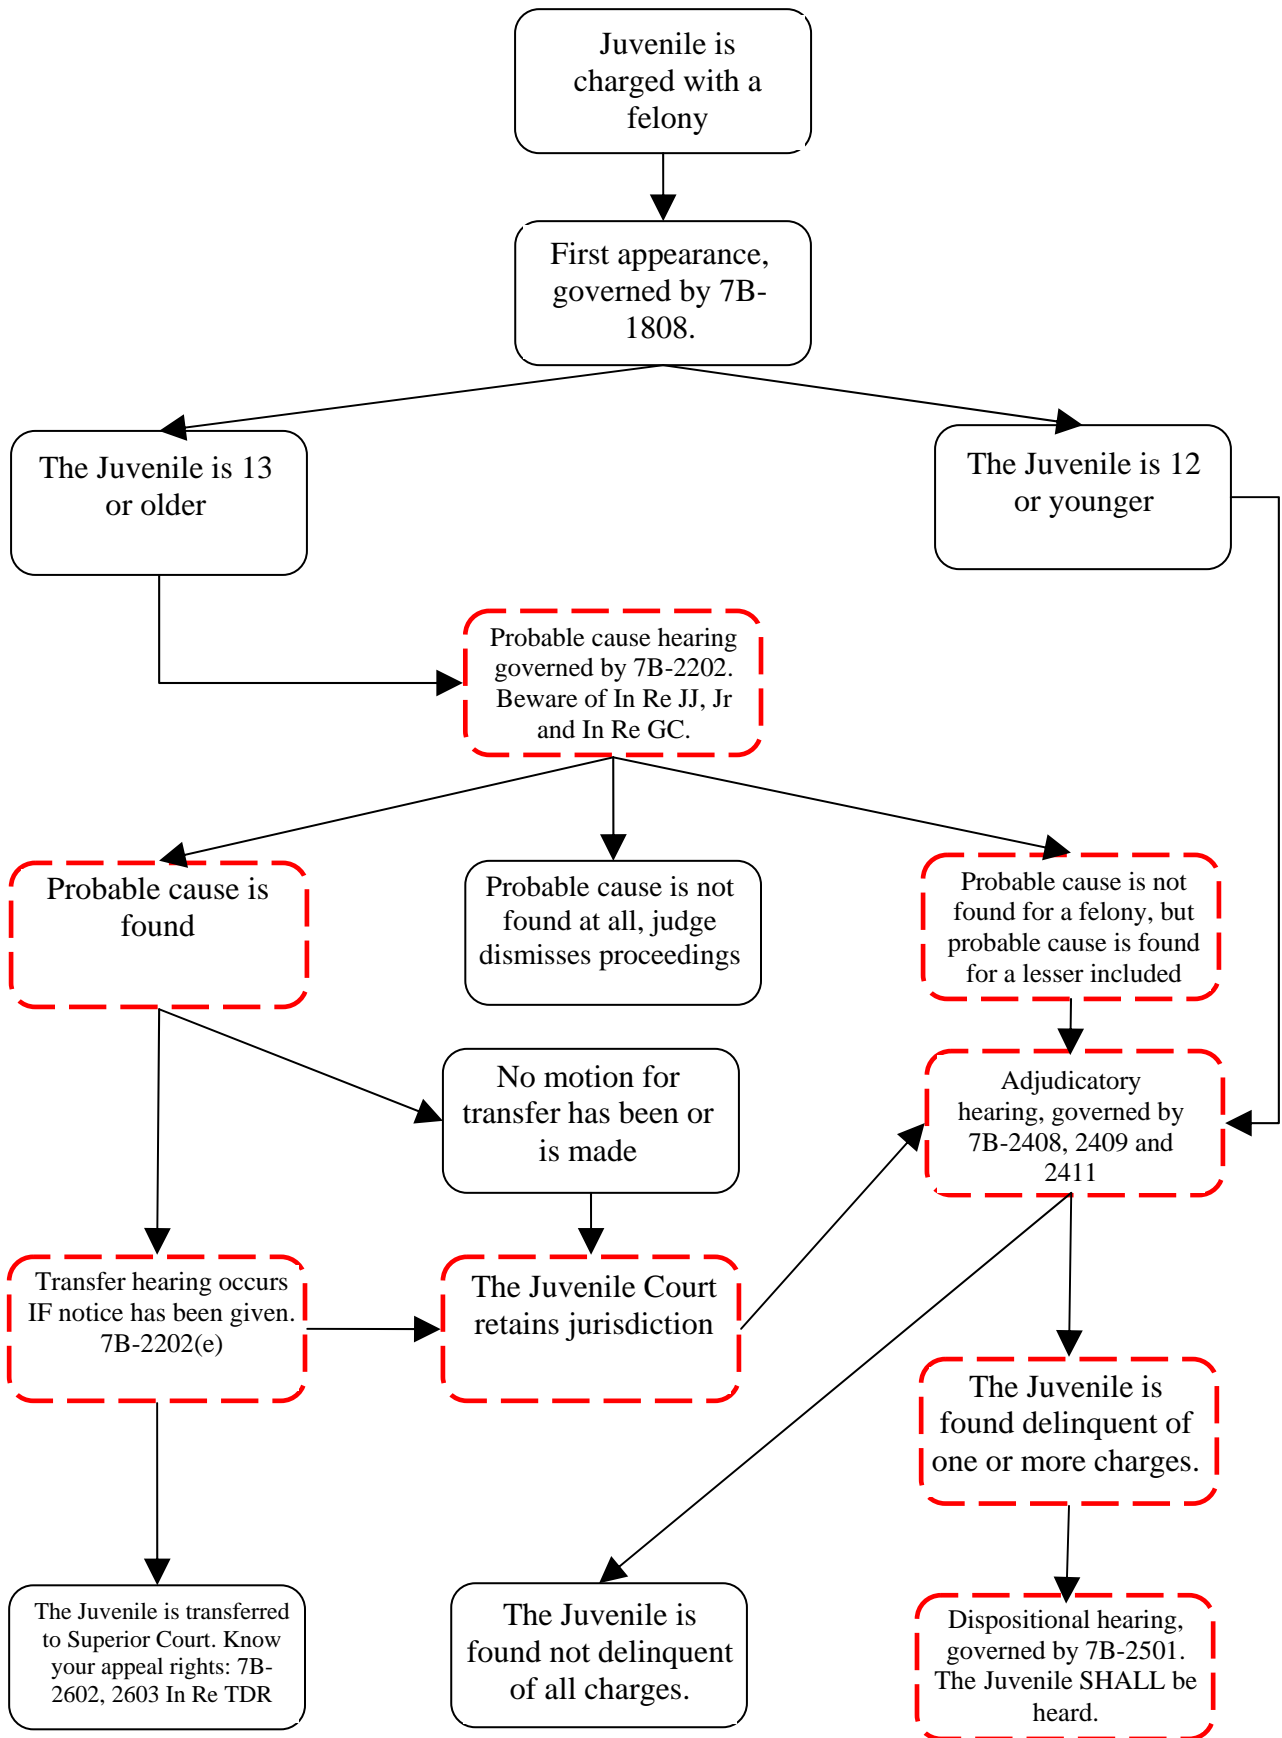 Juvenile is
charged with a
felony
First appearance,
governed by 7B-
1808.
The Juvenile is 13
or older
The Juvenile is 12
or younger
Probable cause hearing
governed by 7B-2202.
Beware of In Re JJ, Jr
and In Re GC.
Probable cause is
found
Probable cause is not
found at all, judge
dismisses proceedings
Probable cause is not
found for a felony, but
probable cause is found
for a lesser included
No motion for
transfer has been or
is made
Adjudicatory
hearing, governed by
7B-2408, 2409 and
2411
Transfer hearing occurs
IF notice has been given.
7B-2202(e)
The Juvenile Court
retains jurisdiction
The Juvenile is
found delinquent of
one or more charges.
The Juvenile is transferred
to Superior Court. Know
your appeal rights: 7B-
2602, 2603 In Re TDR
The Juvenile is
found not delinquent
of all charges.
Dispositional hearing,
governed by 7B-2501.
The Juvenile SHALL be
heard.